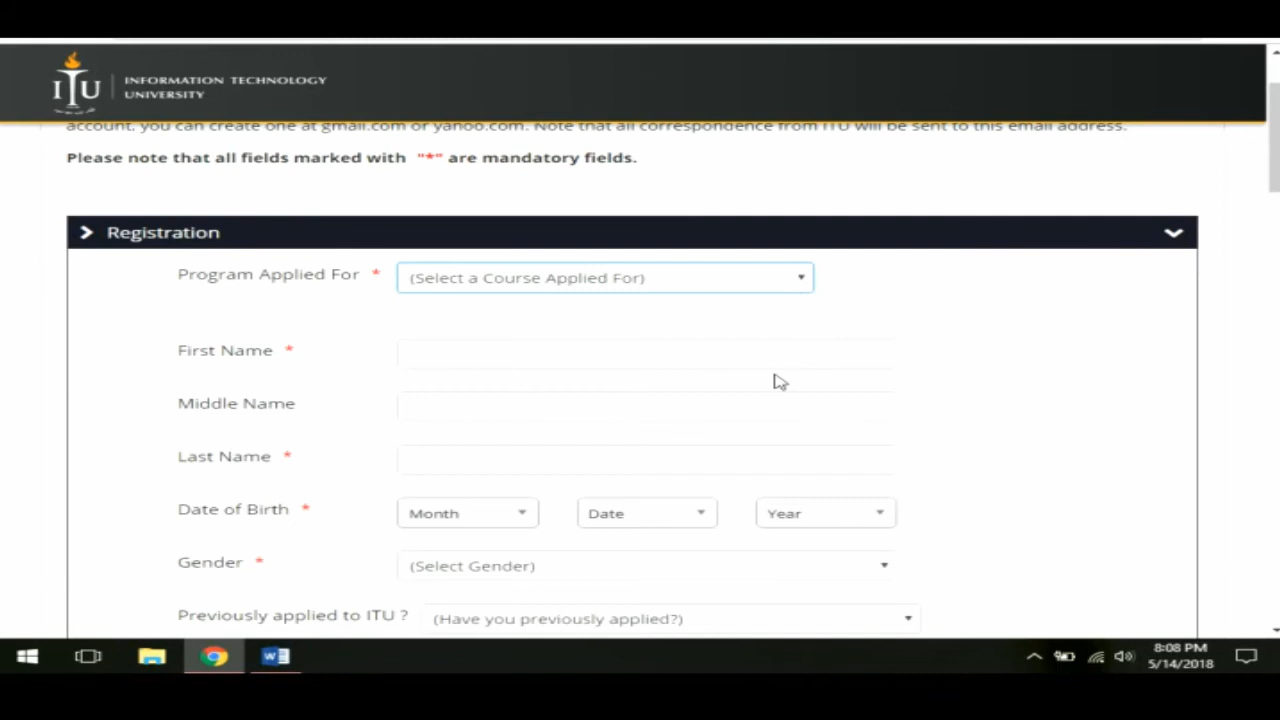 ITU
INFORMATION TECHNOLOGY
UNIVERSITY
account, you can create one at gmail.com or yahoo.com. Note that all correspondence from ITU will be sent to this email address.
Please note that all fields marked with "*" are mandatory fields.
Registration
Program Applied For * (Select a Course Applied For)
First Name *
Middle Name
Last Name *
Date of Birth * Month Date Year
Gender * (Select Gender)
Previously applied to ITU ? (Have you previously applied?)
8:08 PM
5/14/2018